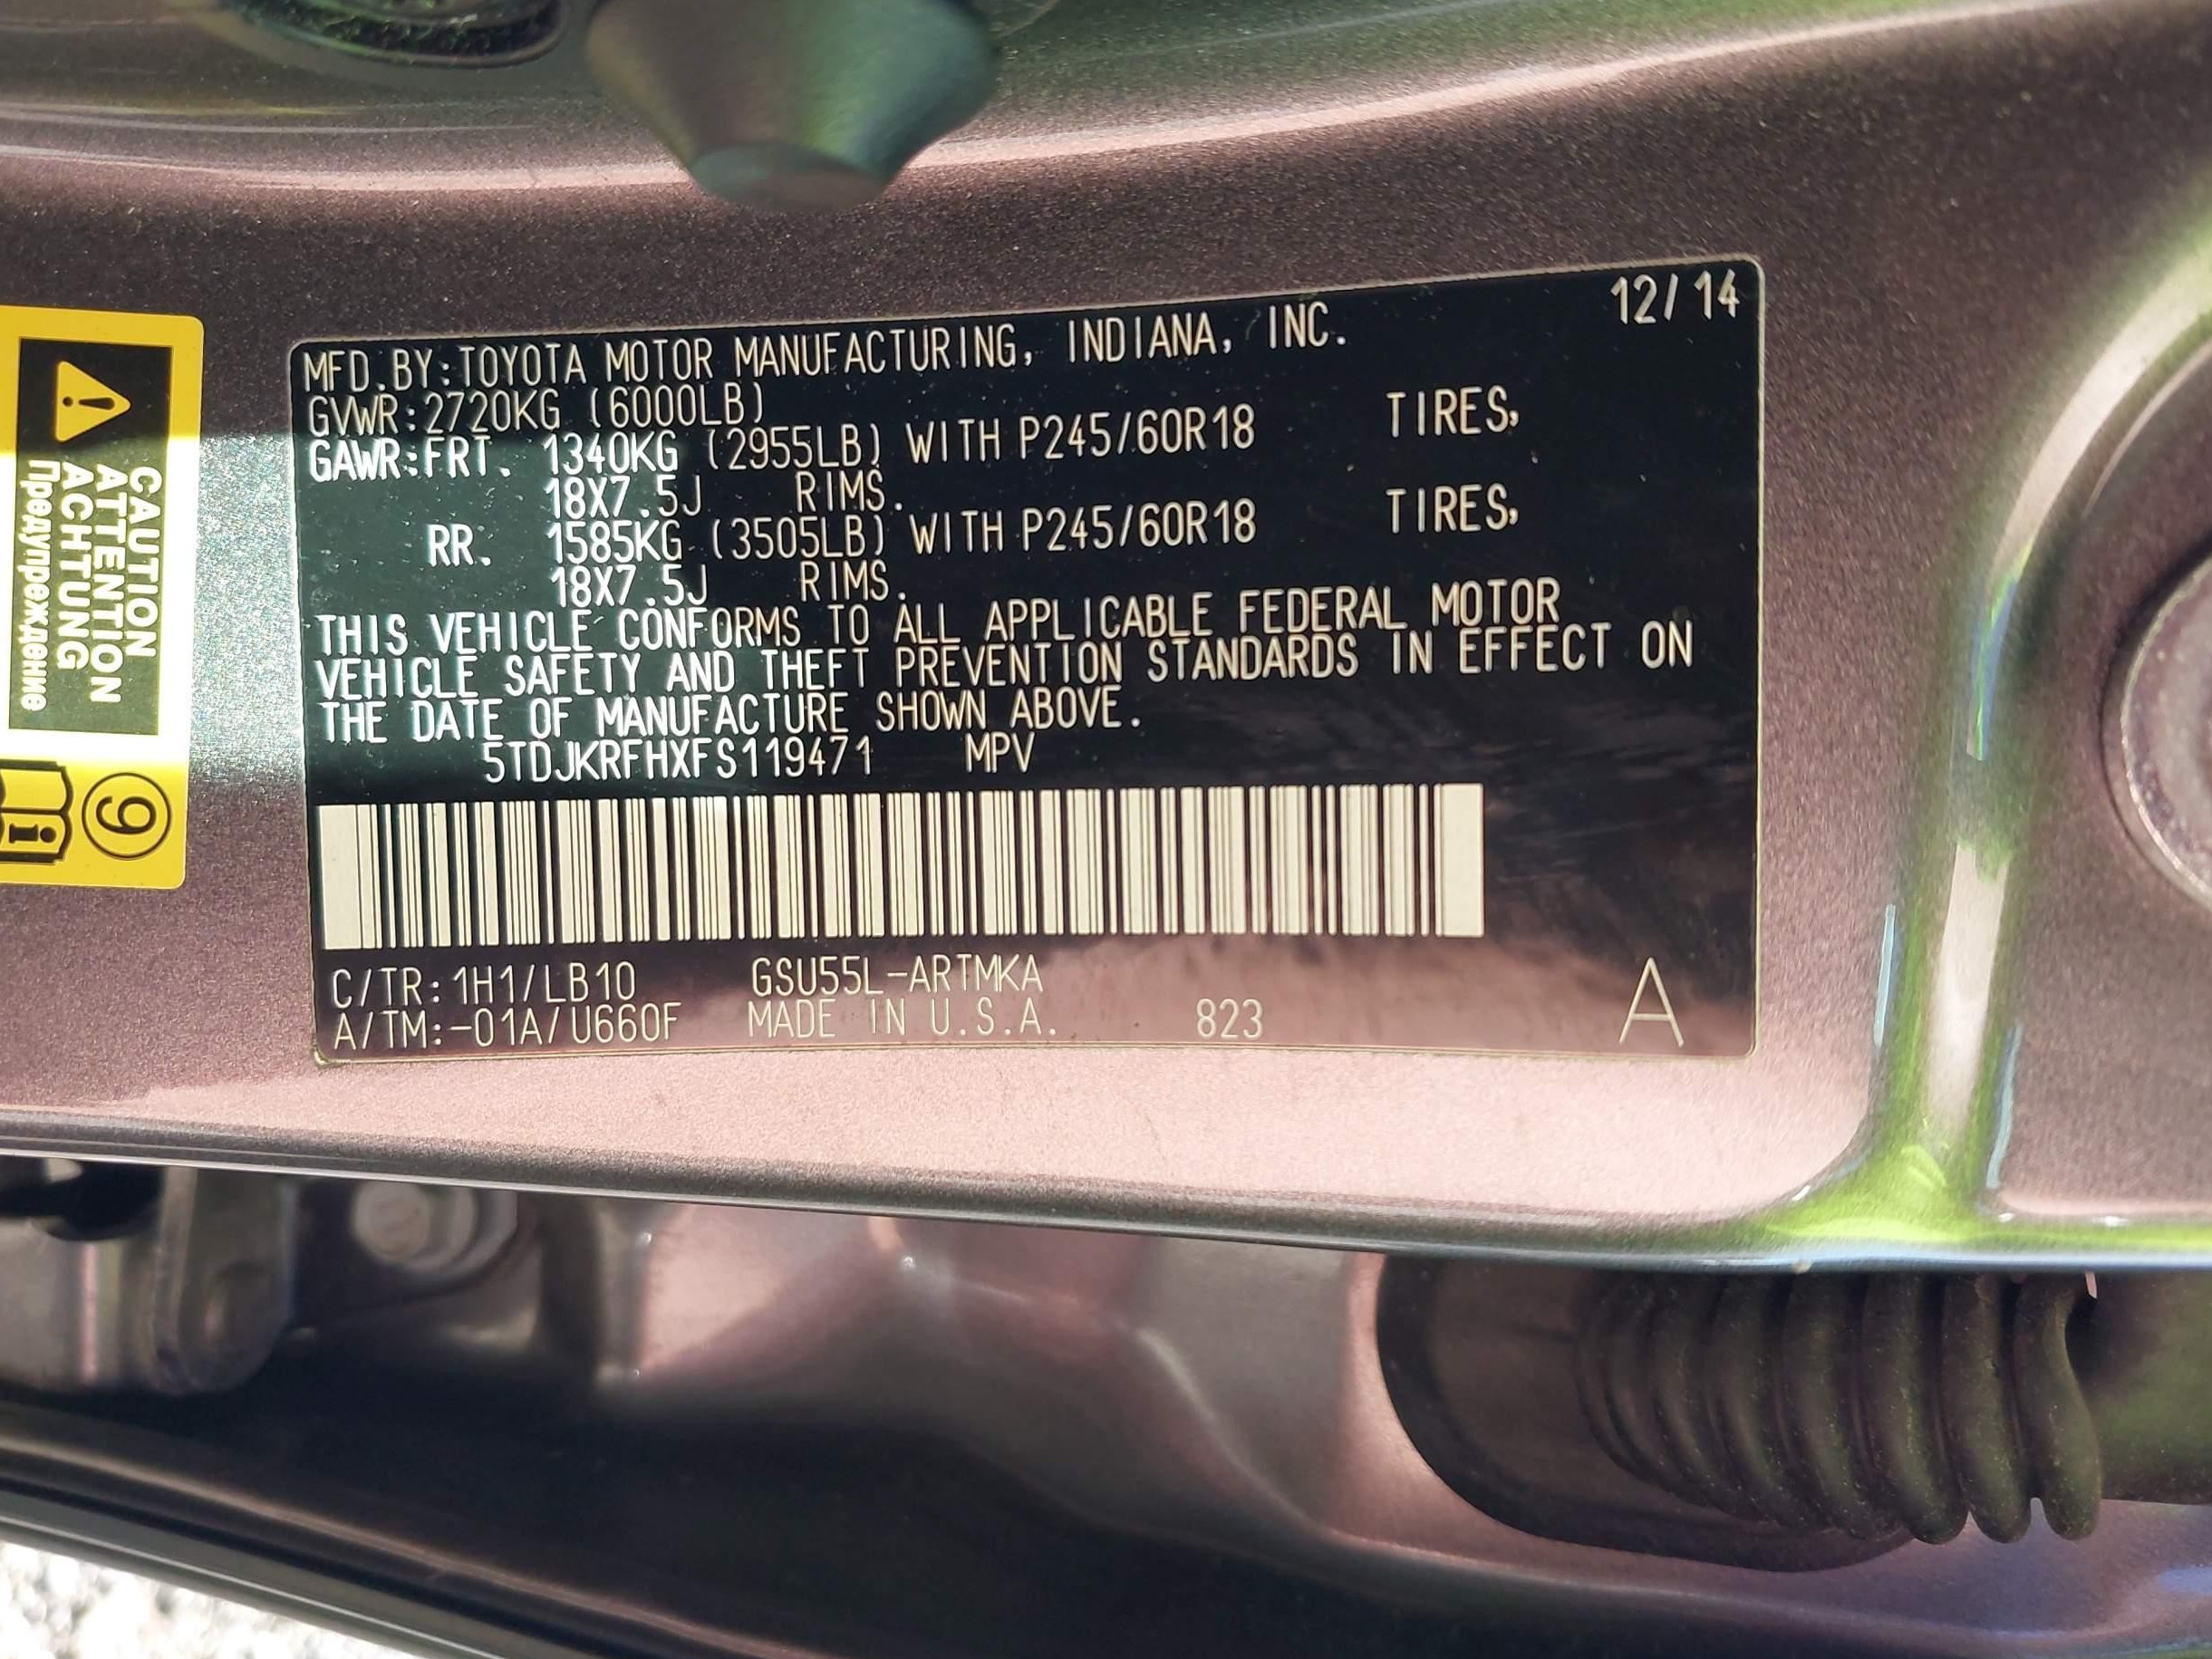 12/14
MFD.BY:TOYOTA MOTOR MANUFACTURING, INDIANA, INC.
GVWR:2720KG (6000LB)
GAWR:FRT. 1340KG (2955LB) WITH P245/60R18 TIRES,
18X7.5J RIMS.
RR. 1585KG (3505LB) WITH P245/60R18 TIRES,
18X7.5J RIMS.
THIS VEHICLE CONFORMS TO ALL APPLICABLE FEDERAL MOTOR
VEHICLE SAFETY AND THEFT PREVENTION STANDARDS IN EFFECT ON
THE DATE OF MANUFACTURE SHOWN ABOVE.
5TDJKRFHXFS119471 MPV
C/TR:1H1/LB10 GSU55L-ARTMKA
A/TM:-01A/U660F MADE IN U.S.A. 823
A
CAUTION
ATTENTION
ACHTUNG
Предупреждение
9